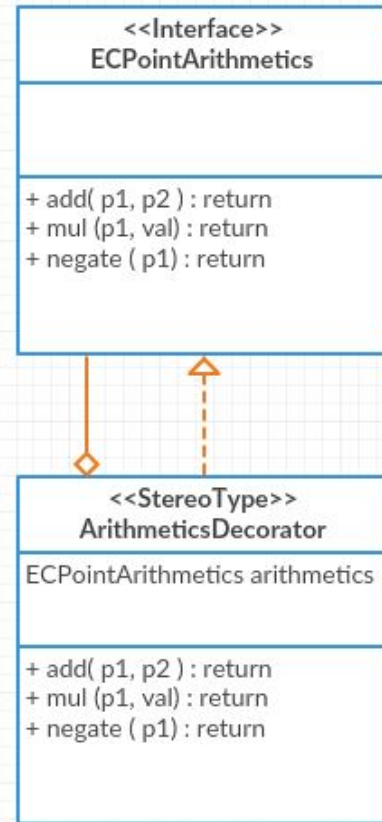 <<Interface>>
ECPointArithmetics
+ add( p1, p2 ) : return
+ mul (p1, val) : return
+ negate ( p1) : return
<<StereoType>>
ArithmeticsDecorator
ECPointArithmetics arithmetics
+ add( p1, p2 ) : return
+ mul (p1, val) : return
+ negate ( p1) : return